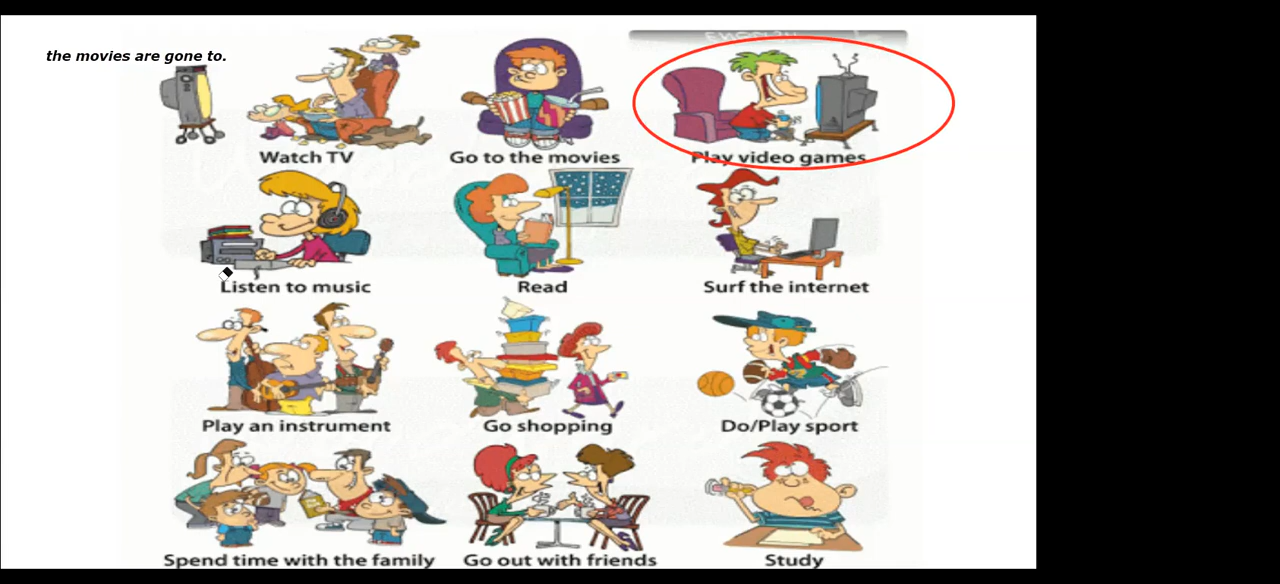 the movies are gone to.
Watch TV
Go to the movies
Play video games
Listen to music
Read
Surf the internet
Play an instrument
Go shopping
Do/Play sport
Spend time with the family
Go out with friends
Study